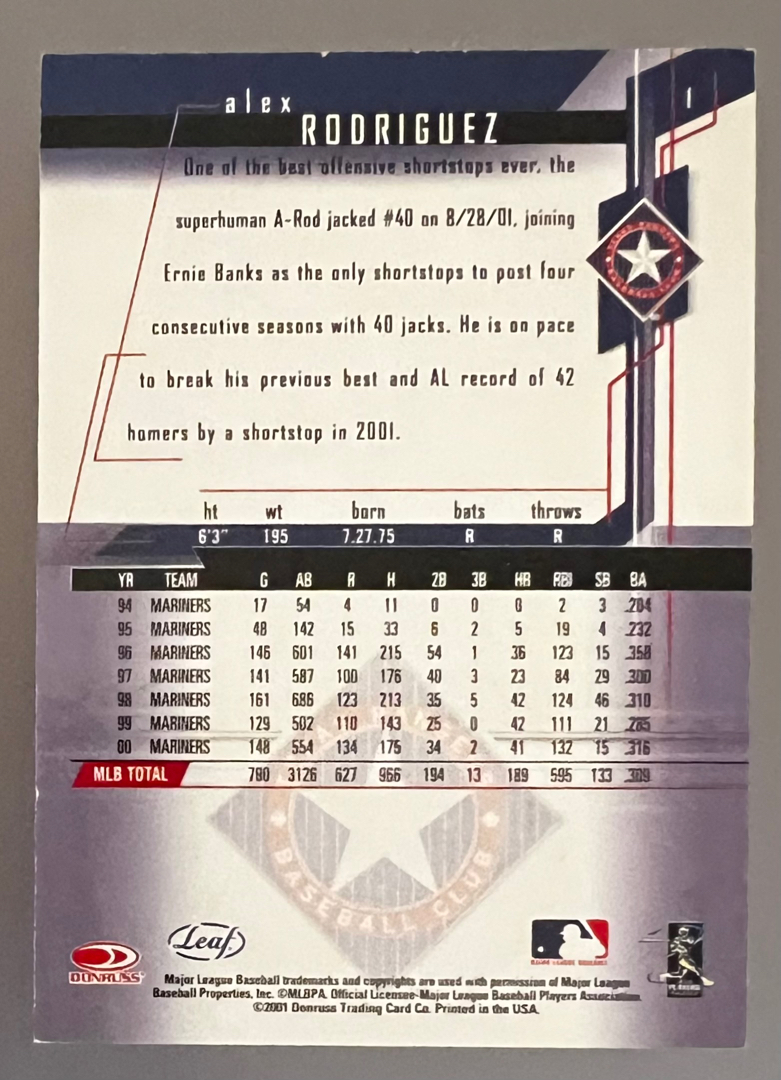 1
alex
RODRIGUEZ
One of the best offensive shortstops ever, the
superhuman A-Rod jacked #40 on 8/28/01, joining
Ernie Banks as the only shortstops to post four
consecutive seasons with 40 jacks. He is on pace
to break his previous best and AL record of 42
homers by a shortstop in 2001.
ht wt born bats throws
6'3" 195 7.27.75 R R
YR TEAM G AB R H 2B 3B HR RBI SB BA
94 MARINERS 17 54 4 11 0 0 0 2 3 .204
95 MARINERS 48 142 15 33 6 2 5 19 4 .232
96 MARINERS 146 601 141 215 54 1 36 123 15 .358
97 MARINERS 141 587 100 176 40 3 23 84 29 .300
98 MARINERS 161 686 123 213 35 5 42 124 46 .310
99 MARINERS 129 502 110 143 25 0 42 111 21 .285
00 MARINERS 148 554 134 175 34 2 41 132 15 .316
MLB TOTAL 790 3126 627 966 194 13 189 595 133 .309
BASEBALL CLUB
DONRUSS
Leaf
Major League Baseball trademarks and copyrights are used with permission of Major League
Baseball Properties, Inc. ©MLBPA. Official Licensee-Major League Baseball Players Association.
©2001 Donruss Trading Card Co. Printed in the USA.